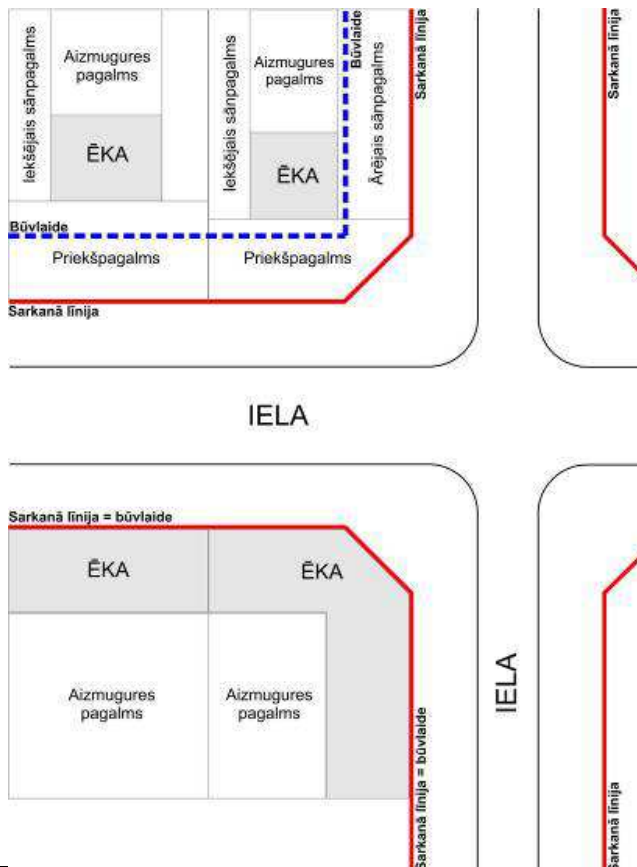 Iekšējais sānpagalms
Aizmugures
pagalms
ĒKA
Iekšējais sānpagalms
Aizmugures
pagalms
ĒKA
Būvlaide
Ārējais sānpagalms
Sarkanā līnija
Sarkanā līnija
Būvlaide
Priekšpagalms
Priekšpagalms
Sarkanā līnija
IELA
Sarkanā līnija = būvlaide
ĒKA
ĒKA
Aizmugures
pagalms
Aizmugures
pagalms
Sarkanā līnija = būvlaide
IELA
Sarkanā līnija